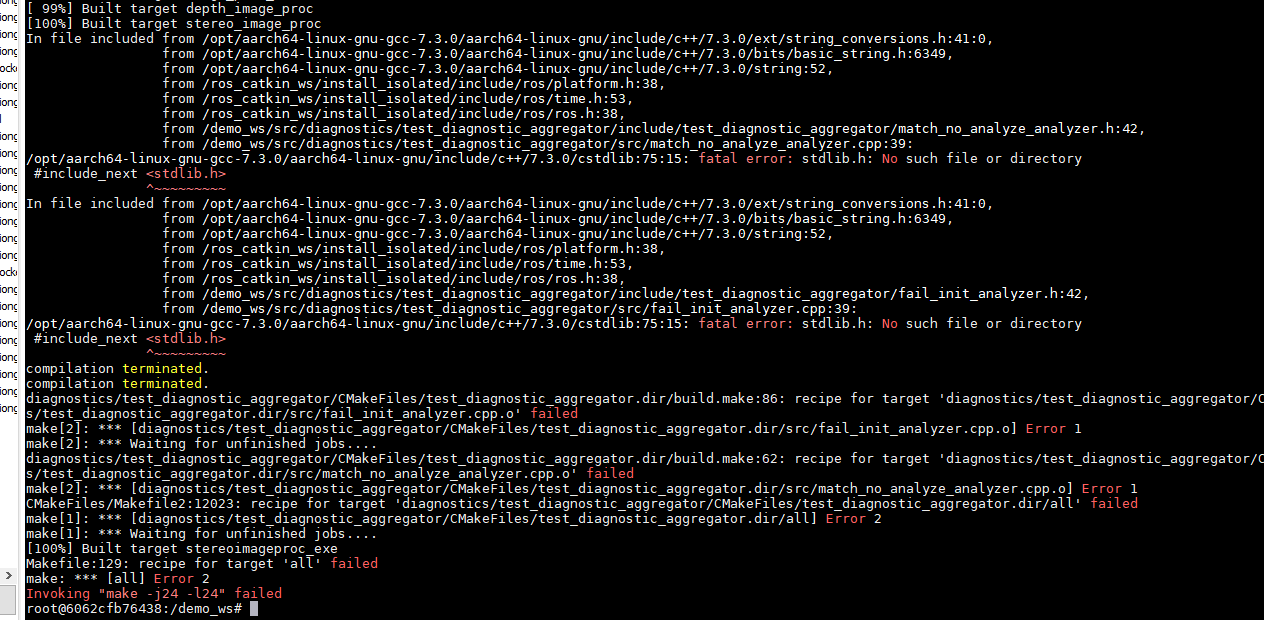 [ 99%] Built target depth_image_proc
[100%] Built target stereo_image_proc
In file included from /opt/aarch64-linux-gnu-gcc-7.3.0/aarch64-linux-gnu/include/c++/7.3.0/ext/string_conversions.h:41:0,
from /opt/aarch64-linux-gnu-gcc-7.3.0/aarch64-linux-gnu/include/c++/7.3.0/bits/basic_string.h:6349,
from /opt/aarch64-linux-gnu-gcc-7.3.0/aarch64-linux-gnu/include/c++/7.3.0/string:52,
from /ros_catkin_ws/install_isolated/include/ros/platform.h:38,
from /ros_catkin_ws/install_isolated/include/ros/time.h:53,
from /ros_catkin_ws/install_isolated/include/ros/ros.h:38,
from /demo_ws/src/diagnostics/test_diagnostic_aggregator/include/test_diagnostic_aggregator/match_no_analyze_analyzer.h:42,
from /demo_ws/src/diagnostics/test_diagnostic_aggregator/src/match_no_analyze_analyzer.cpp:39:
/opt/aarch64-linux-gnu-gcc-7.3.0/aarch64-linux-gnu/include/c++/7.3.0/cstdlib:75:15: fatal error: stdlib.h: No such file or directory
#include_next <stdlib.h>
^~~~~~~~~~
In file included from /opt/aarch64-linux-gnu-gcc-7.3.0/aarch64-linux-gnu/include/c++/7.3.0/ext/string_conversions.h:41:0,
from /opt/aarch64-linux-gnu-gcc-7.3.0/aarch64-linux-gnu/include/c++/7.3.0/bits/basic_string.h:6349,
from /opt/aarch64-linux-gnu-gcc-7.3.0/aarch64-linux-gnu/include/c++/7.3.0/string:52,
from /ros_catkin_ws/install_isolated/include/ros/platform.h:38,
from /ros_catkin_ws/install_isolated/include/ros/time.h:53,
from /ros_catkin_ws/install_isolated/include/ros/ros.h:38,
from /demo_ws/src/diagnostics/test_diagnostic_aggregator/include/test_diagnostic_aggregator/fail_init_analyzer.h:42,
from /demo_ws/src/diagnostics/test_diagnostic_aggregator/src/fail_init_analyzer.cpp:39:
/opt/aarch64-linux-gnu-gcc-7.3.0/aarch64-linux-gnu/include/c++/7.3.0/cstdlib:75:15: fatal error: stdlib.h: No such file or directory
#include_next <stdlib.h>
^~~~~~~~~~
compilation terminated.
compilation terminated.
diagnostics/test_diagnostic_aggregator/CMakeFiles/test_diagnostic_aggregator.dir/build.make:86: recipe for target 'diagnostics/test_diagnostic_aggregator/C
s/test_diagnostic_aggregator.dir/src/fail_init_analyzer.cpp.o' failed
make[2]: *** [diagnostics/test_diagnostic_aggregator/CMakeFiles/test_diagnostic_aggregator.dir/src/fail_init_analyzer.cpp.o] Error 1
make[2]: *** Waiting for unfinished jobs....
diagnostics/test_diagnostic_aggregator/CMakeFiles/test_diagnostic_aggregator.dir/build.make:62: recipe for target 'diagnostics/test_diagnostic_aggregator/C
s/test_diagnostic_aggregator.dir/src/match_no_analyze_analyzer.cpp.o' failed
make[2]: *** [diagnostics/test_diagnostic_aggregator/CMakeFiles/test_diagnostic_aggregator.dir/src/match_no_analyze_analyzer.cpp.o] Error 1
CMakeFiles/Makefile2:12023: recipe for target 'diagnostics/test_diagnostic_aggregator/CMakeFiles/test_diagnostic_aggregator.dir/all' failed
make[1]: *** [diagnostics/test_diagnostic_aggregator/CMakeFiles/test_diagnostic_aggregator.dir/all] Error 2
make[1]: *** Waiting for unfinished jobs....
[100%] Built target stereoimageproc_exe
Makefile:129: recipe for target 'all' failed
make: *** [all] Error 2
Invoking "make -j24 -l24" failed
root@6062cfb76438:/demo_ws#